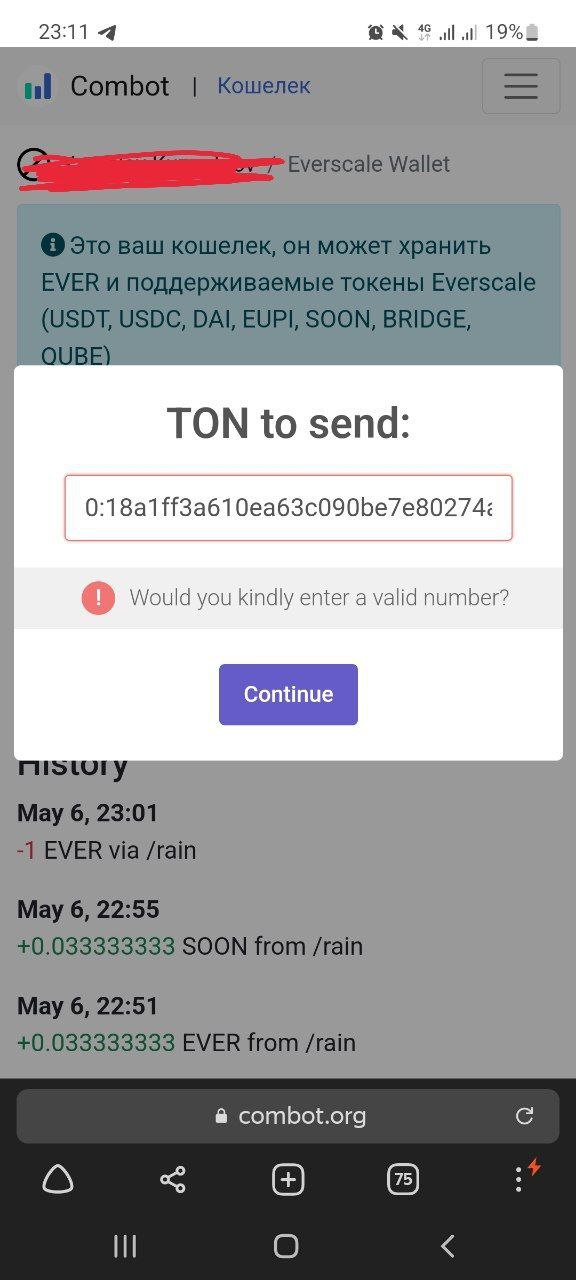 23:11 4G 19%
Combot | Кошелек
/ Everscale Wallet
Это ваш кошелек, он может хранить
EVER и поддерживаемые токены Everscale
(USDT, USDC, DAI, EUPI, SOON, BRIDGE,
QUBE)
TON to send:
0:18a1ff3a610ea63c090be7e80274a
! Would you kindly enter a valid number?
Continue
History
May 6, 23:01
-1 EVER via /rain
May 6, 22:55
+0.033333333 SOON from /rain
May 6, 22:51
+0.033333333 EVER from /rain
combot.org
75